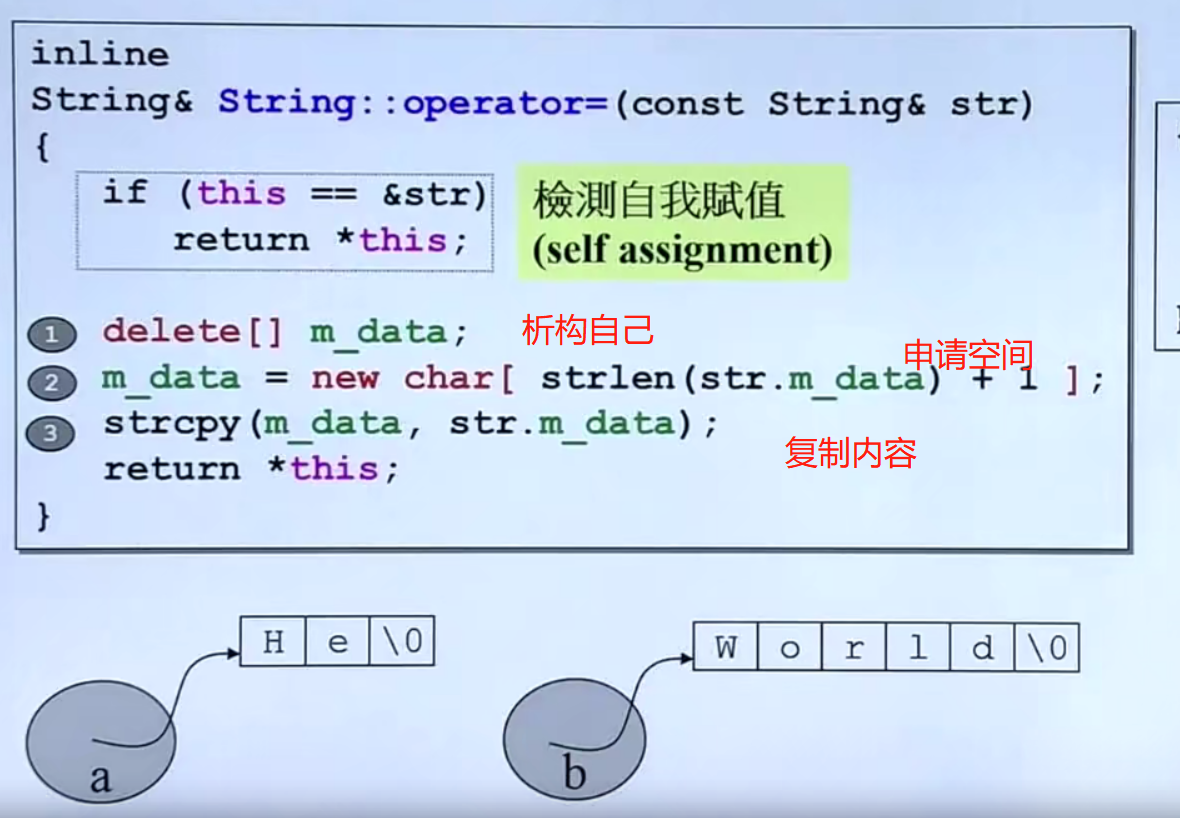 inline
String& String::operator=(const String& str)
{
if (this == &str)
return *this;
檢測自我賦值
(self assignment)
1 delete[] m_data; 析构自己
申请空间
2 m_data = new char[ strlen(str.m_data) + 1 ];
3 strcpy(m_data, str.m_data);
复制内容
return *this;
}
H e \0
W o r l d \0
a
b